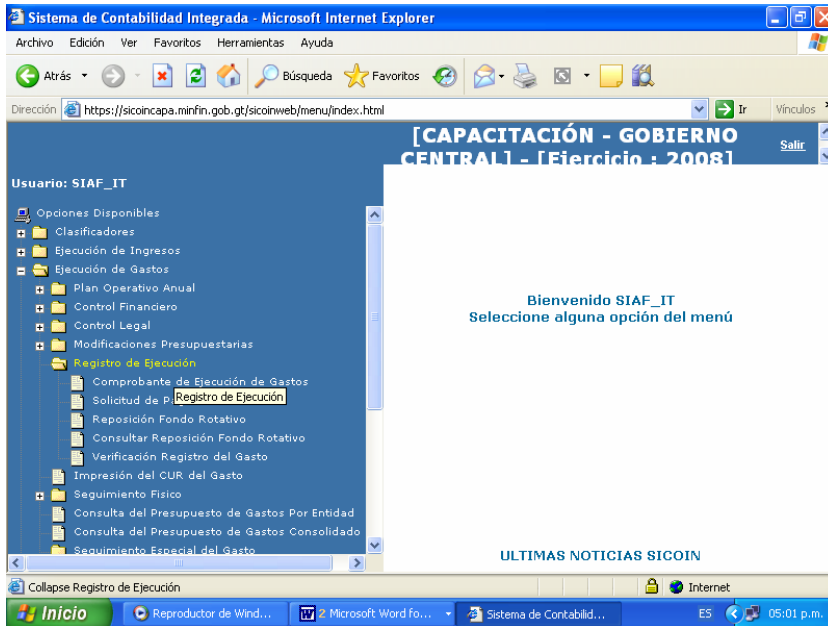 Sistema de Contabilidad Integrada - Microsoft Internet Explorer
Archivo Edición Ver Favoritos Herramientas Ayuda
Atrás Búsqueda Favoritos
Dirección https://sicoincapa.minfin.gob.gt/sicoinweb/menu/index.html Ir Vínculos
[CAPACITACIÓN - GOBIERNO
CENTRAL] - [Ejercicio : 2008]
Salir
Usuario: SIAF_IT
Opciones Disponibles
Clasificadores
Ejecución de Ingresos
Ejecución de Gastos
Plan Operativo Anual
Control Financiero
Control Legal
Modificaciones Presupuestarias
Registro de Ejecución
Comprobante de Ejecución de Gastos
Solicitud de
Registro de Ejecución
Reposición Fondo Rotativo
Consultar Reposición Fondo Rotativo
Verificación Registro del Gasto
Impresión del CUR del Gasto
Seguimiento Fisico
Consulta del Presupuesto de Gastos Por Entidad
Consulta del Presupuesto de Gastos Consolidado
Seguimiento Especial del Gasto
Bienvenido SIAF_IT
Seleccione alguna opción del menú
ULTIMAS NOTICIAS SICOIN
Collapse Registro de Ejecución Internet
Inicio Reproductor de Wind... 2 Microsoft Word fo... Sistema de Contabilid... ES 05:01 p.m.